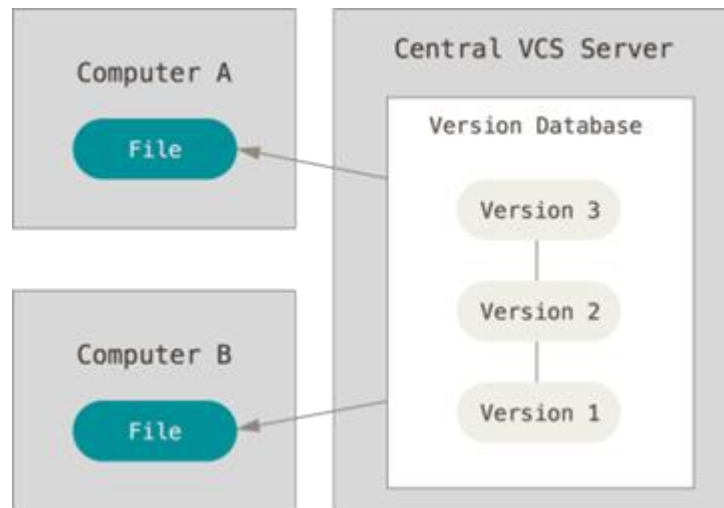 Computer A
File
Computer B
File
Central VCS Server
Version Database
Version 3
Version 2
Version 1